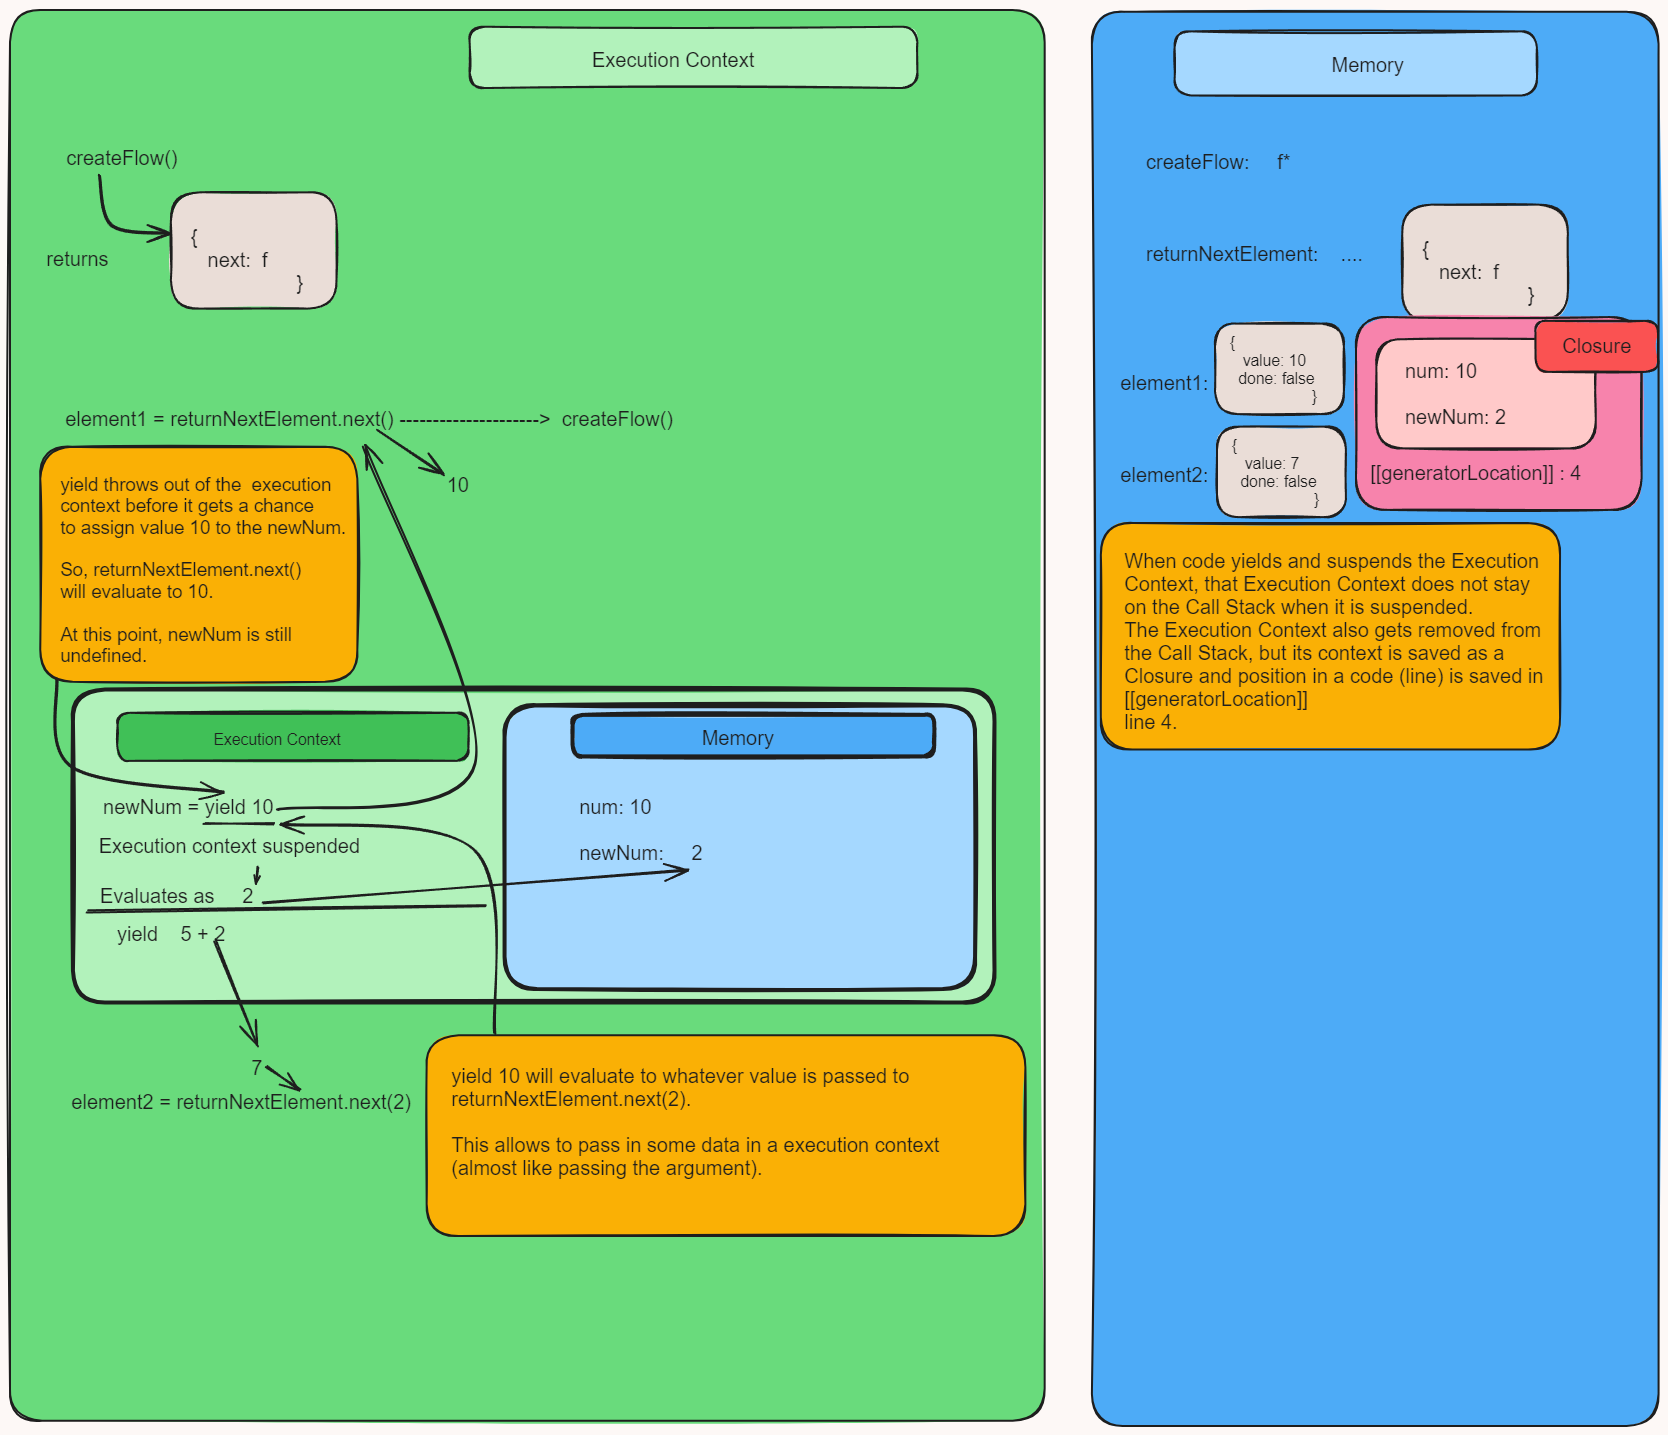 Execution Context
createFlow()
returns
{
next: f
}
element1 = returnNextElement.next() ---------------------> createFlow()
10
yield throws out of the execution
context before it gets a chance
to assign value 10 to the newNum.
So, returnNextElement.next()
will evaluate to 10.
At this point, newNum is still
undefined.
Execution Context
newNum = yield 10
Execution context suspended
Evaluates as 2
yield 5 + 2
Memory
num: 10
newNum: 2
7
element2 = returnNextElement.next(2)
yield 10 will evaluate to whatever value is passed to
returnNextElement.next(2).
This allows to pass in some data in a execution context
(almost like passing the argument).
Memory
createFlow: f*
returnNextElement: ....
{
next: f
}
element1:
{
value: 10
done: false
}
Closure
num: 10
newNum: 2
[[generatorLocation]] : 4
element2:
{
value: 7
done: false
}
When code yields and suspends the Execution
Context, that Execution Context does not stay
on the Call Stack when it is suspended.
The Execution Context also gets removed from
the Call Stack, but its context is saved as a
Closure and position in a code (line) is saved in
[[generatorLocation]]
line 4.